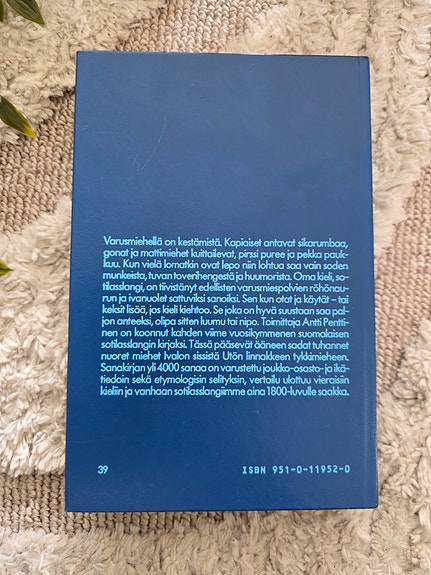 Varusmiehellä on kestämistä. Kapiaiset antavat sikarumbaa,
gonat ja mattimiehet kuittailevat, pirssi puree ja pekka pauk-
kuu. Kun vielä lomatkin ovat lepo niin lohtua saa vain soden
munkeista, tuvan toverihengestä ja huumorista. Oma kieli, so-
tilasslangi, on tiivistänyt edellisten varusmiespolvien röhönau-
run ja ivanuolet sattuviksi sanoiksi. Sen kun otat ja käytät – tai
keksit lisää, jos kieli kiehtoo. Se joka on hyvä suustaan saa pal-
jon anteeksi, olipa sitten luumu tai nipo. Toimittaja Antti Pentti-
nen on koonnut kahden viime vuosikymmenen suomalaisen
sotilasslangin kirjaksi. Tässä pääsevät ääneen sadat tuhannet
nuoret miehet Ivalon sissistä Utön linnakkeen tykkimieheen.
Sanakirjan yli 4000 sanaa on varustettu joukko-osasto- ja ikä-
tiedoin sekä etymologisin selityksin, vertailu ulottuu vieraisiin
kieliin ja vanhaan sotilasslangiimme aina 1800-luvulle saakka.
39 ISBN 951-0-11952-0